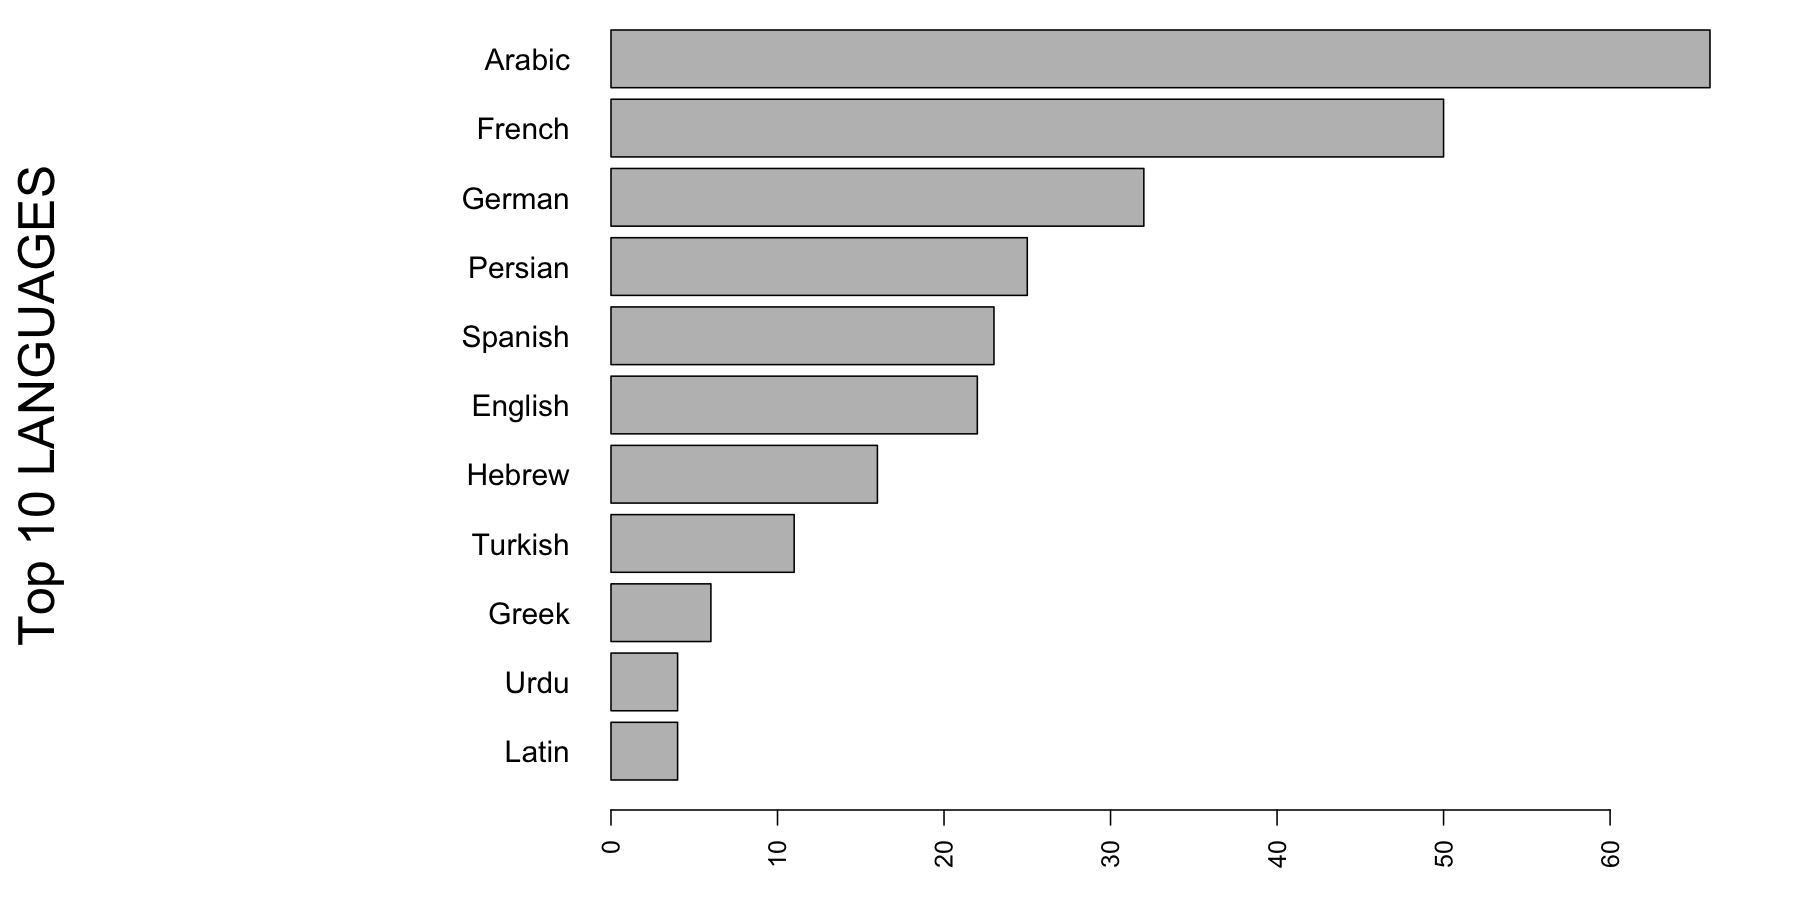 Top 10 LANGUAGES
Arabic
French
German
Persian
Spanish
English
Hebrew
Turkish
Greek
Urdu
Latin
0 10 20 30 40 50 60